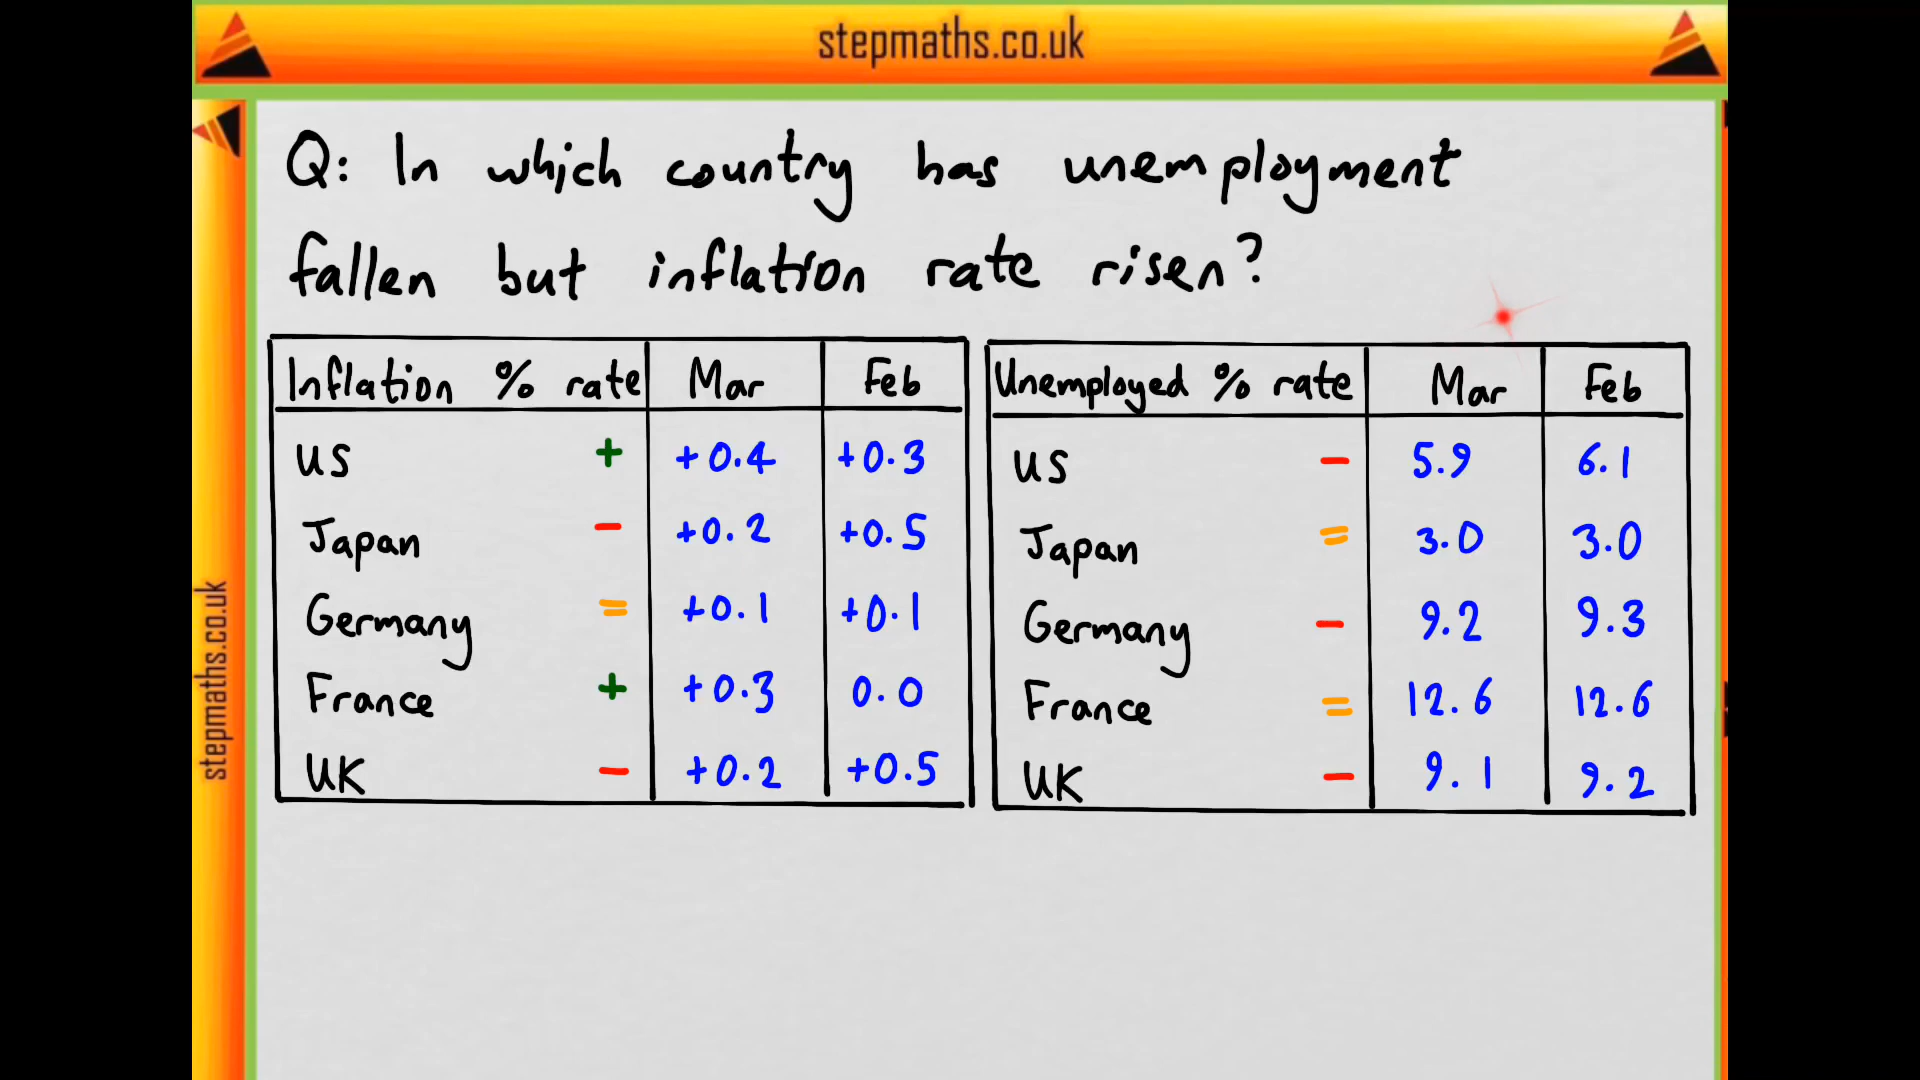 stepmaths.co.uk
stepmaths.co.uk
Q: In which country has unemployment
fallen but inflation rate risen?
Inflation % rate Mar Feb
US + +0.4 +0.3
Japan − +0.2 +0.5
Germany = +0.1 +0.1
France + +0.3 0.0
UK − +0.2 +0.5
Unemployed % rate Mar Feb
US − 5.9 6.1
Japan = 3.0 3.0
Germany − 9.2 9.3
France = 12.6 12.6
UK − 9.1 9.2